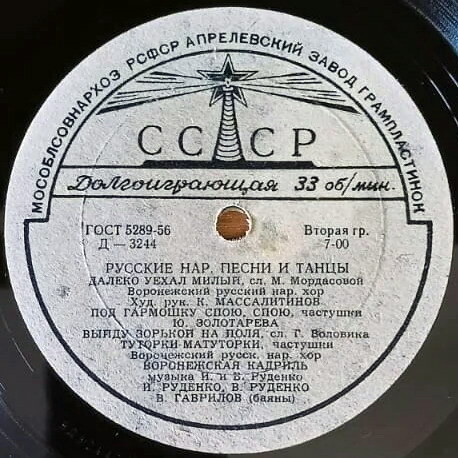 МОСОБЛСОВНАРХОЗ РСФСР АПРЕЛЕВСКИЙ ЗАВОД ГРАМПЛАСТИНОК
СССР
Долгоиграющая 33 об/мин.
ГОСТ 5289-56
Д — 3244
Вторая гр.
7-00
РУССКИЕ НАР. ПЕСНИ И ТАНЦЫ
ДАЛЕКО УЕХАЛ МИЛЫЙ, сл. М. Мордасовой
Воронежский русский нар. хор
Худ. рук. К. МАССАЛИТИНОВ
ПОД ГАРМОШКУ СПОЮ, СПОЮ, частушки
Ю. ЗОЛОТАРЕВА
ВЫЙДУ ЗОРЬКОЙ НА ПОЛЯ, сл. Г. Воловика
ТУТОРКИ-МАТУТОРКИ, частушки
Воронежский русск. нар. хор
ВОРОНЕЖСКАЯ КАДРИЛЬ
музыка И. и В. Руденко
И. РУДЕНКО, В. РУДЕНКО
В. ГАВРИЛОВ (баяны)